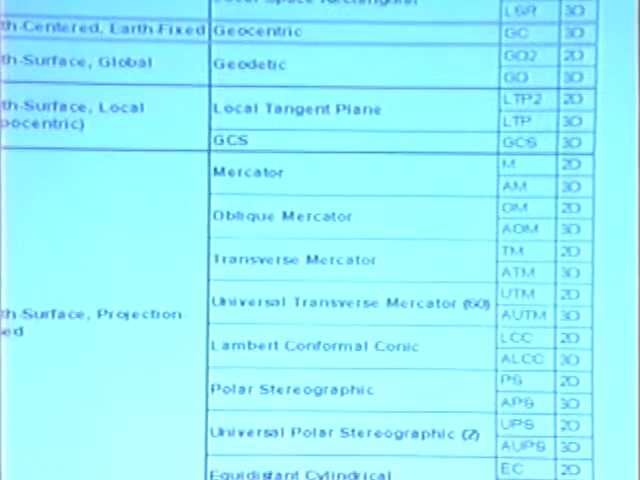 Local Space Rectangular LSR 3D
th-Centered, Earth-Fixed Geocentric GC 3D
th-Surface, Global Geodetic GD2 2D
GD 3D
th-Surface, Local Local Tangent Plane LTP2 2D
pocentric) LTP 3D
GCS GCS 3D
Mercator M 2D
AM 3D
Oblique Mercator OM 2D
AOM 3D
Transverse Mercator TM 2D
ATM 3D
Universal Transverse Mercator (60) UTM 2D
th-Surface, Projection AUTM 3D
ed
Lambert Conformal Conic LCC 2D
ALCC 3D
Polar Stereographic PS 2D
APS 3D
Universal Polar Stereographic (2) UPS 2D
AUPS 3D
Equidistant Cylindrical EC 2D